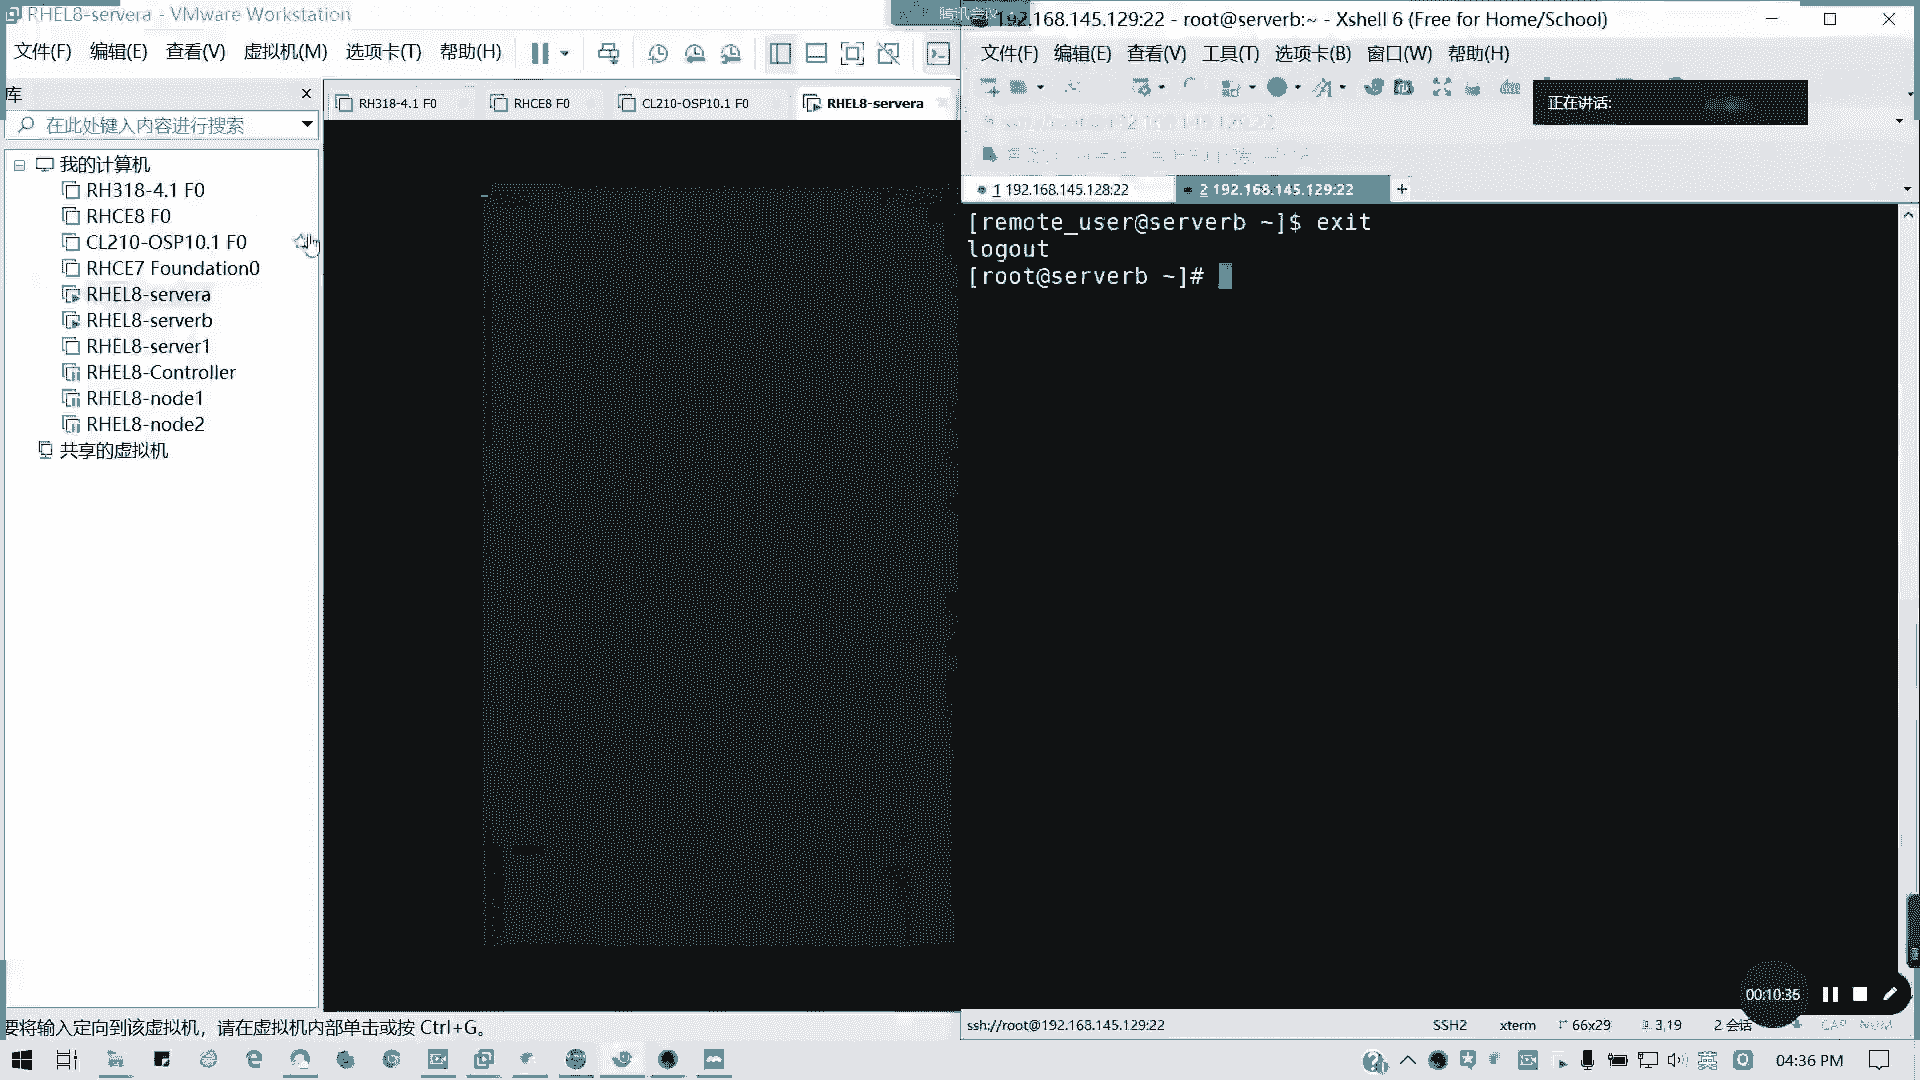 RHEL8-servera - VMware Workstation
文件(F) 编辑(E) 查看(V) 虚拟机(M) 选项卡(T) 帮助(H)
库
在此处键入内容进行搜索
我的计算机
RH318-4.1 F0
RHCE8 F0
CL210-OSP10.1 F0
RHCE7 Foundation0
RHEL8-servera
RHEL8-serverb
RHEL8-server1
RHEL8-Controller
RHEL8-node1
RHEL8-node2
共享的虚拟机
RH318-4.1 F0 RHCE8 F0 CL210-OSP10.1 F0 RHEL8-servera
要将输入定向到该虚拟机，请在虚拟机内部单击或按 Ctrl+G。
腾讯会议
192.168.145.129:22 - root@serverb:~ - Xshell 6 (Free for Home/School)
文件(F) 编辑(E) 查看(V) 工具(T) 选项卡(B) 窗口(W) 帮助(H)
正在讲话:
1 192.168.145.128:22 2 192.168.145.129:22 +
[remote_user@serverb ~]$ exit
logout
[root@serverb ~]#
00:10:35
ssh://root@192.168.145.129:22 SSH2 xterm 66x29 3,19 2 会话 CAP NUM
英 04:36 PM